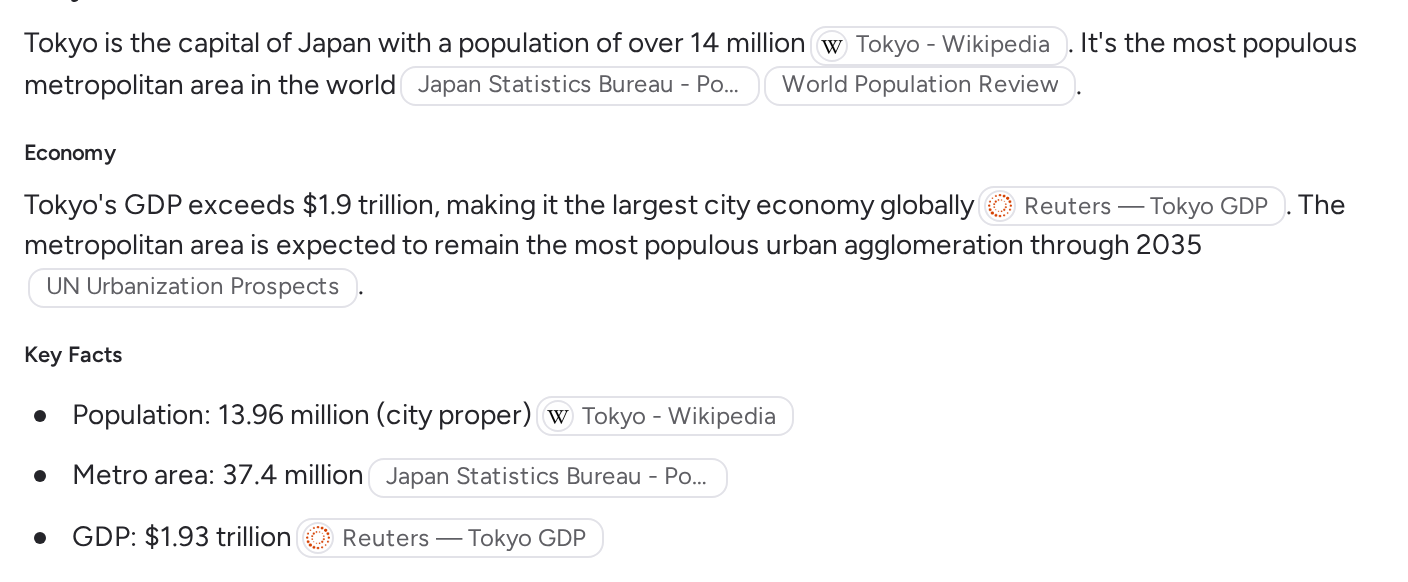 Tokyo is the capital of Japan with a population of over 14 million W Tokyo - Wikipedia . It's the most populous
metropolitan area in the world Japan Statistics Bureau - Po... World Population Review .
Economy
Tokyo's GDP exceeds $1.9 trillion, making it the largest city economy globally Reuters — Tokyo GDP . The
metropolitan area is expected to remain the most populous urban agglomeration through 2035
UN Urbanization Prospects .
Key Facts
● Population: 13.96 million (city proper) W Tokyo - Wikipedia
● Metro area: 37.4 million Japan Statistics Bureau - Po...
● GDP: $1.93 trillion Reuters — Tokyo GDP